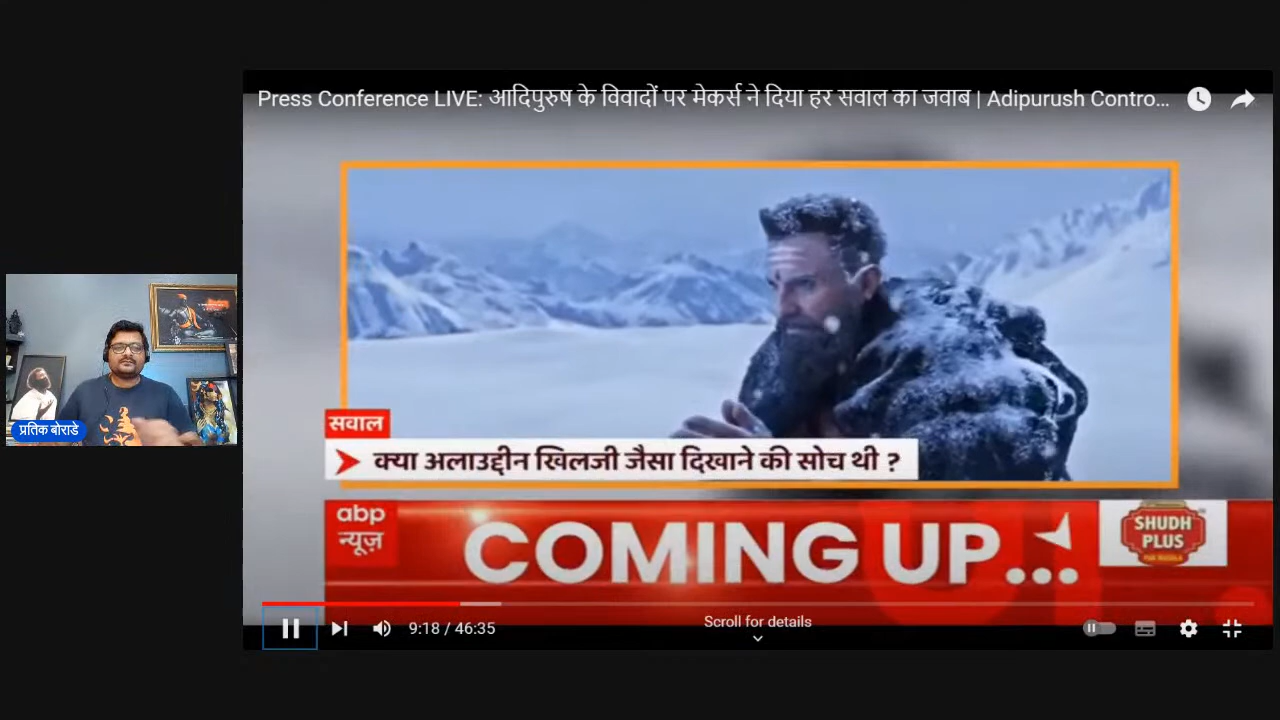 Press Conference LIVE: आदिपुरुष के विवादों पर मेकर्स ने दिया हर सवाल का जवाब | Adipurush Contro...
प्रतिक बोराडे
सवाल
क्या अलाउद्दीन खिलजी जैसा दिखाने की सोच थी ?
abp
न्यूज़
COMING UP...
SHUDH
PLUS
9:18 / 46:35
Scroll for details